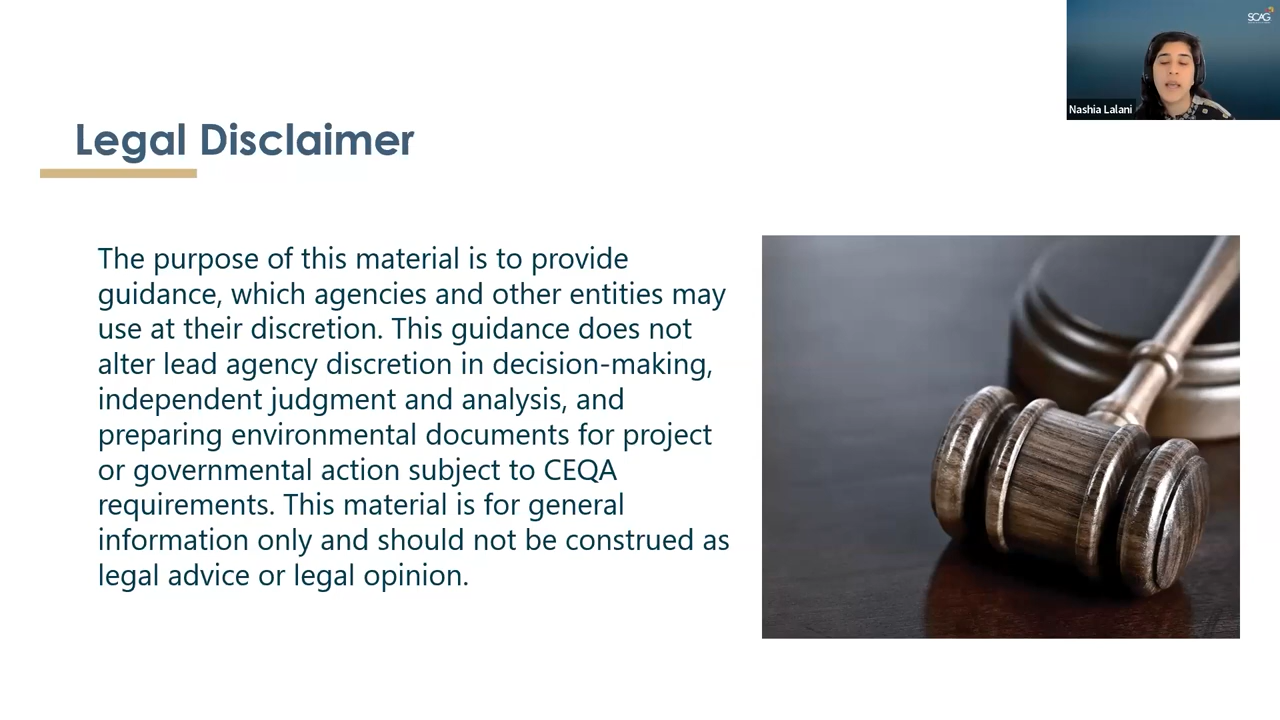 SCAG
Nashia Lalani
Legal Disclaimer
The purpose of this material is to provide
guidance, which agencies and other entities may
use at their discretion. This guidance does not
alter lead agency discretion in decision-making,
independent judgment and analysis, and
preparing environmental documents for project
or governmental action subject to CEQA
requirements. This material is for general
information only and should not be construed as
legal advice or legal opinion.